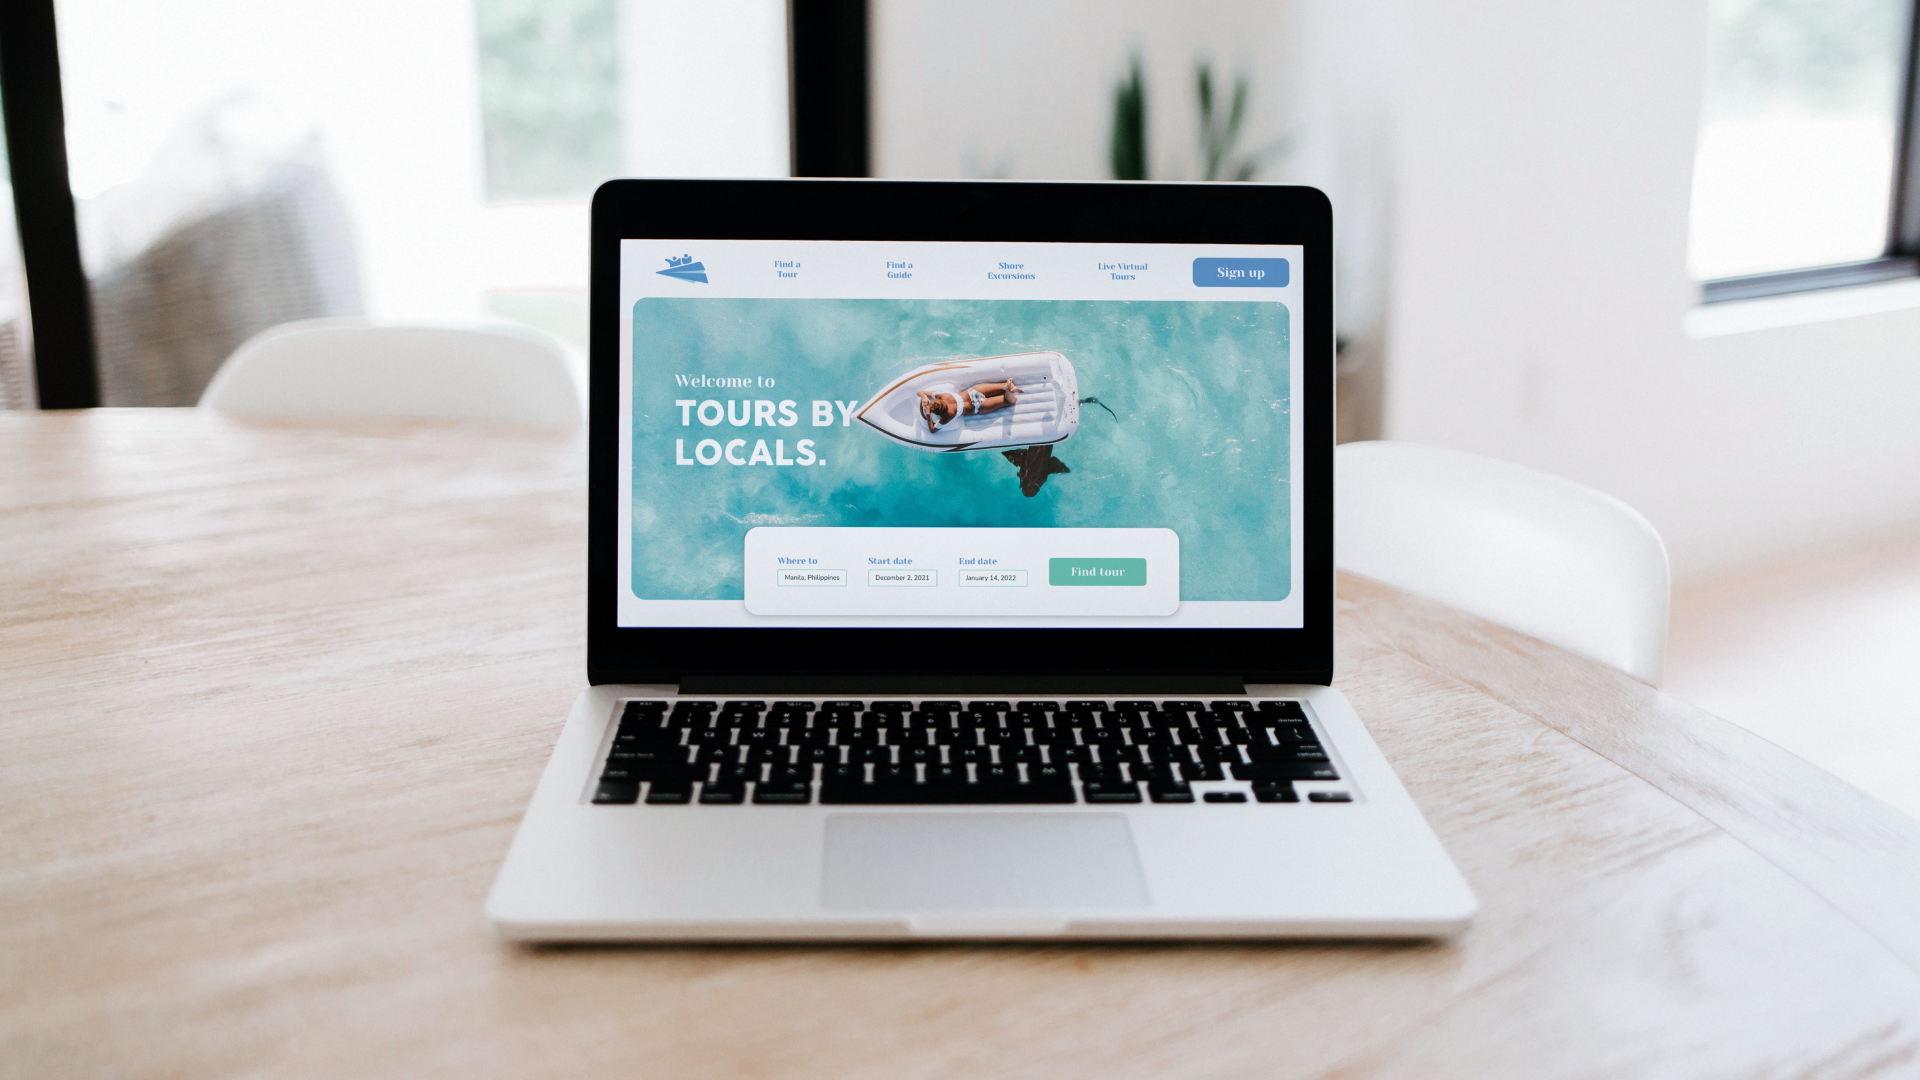 Find a
Tour
Find a
Guide
Shore
Excursions
Live Virtual
Tours
Sign up
Welcome to
TOURS BY
LOCALS.
Where to
Start date
End date
Manila, Philippines
December 2, 2021
January 14, 2022
Find tour